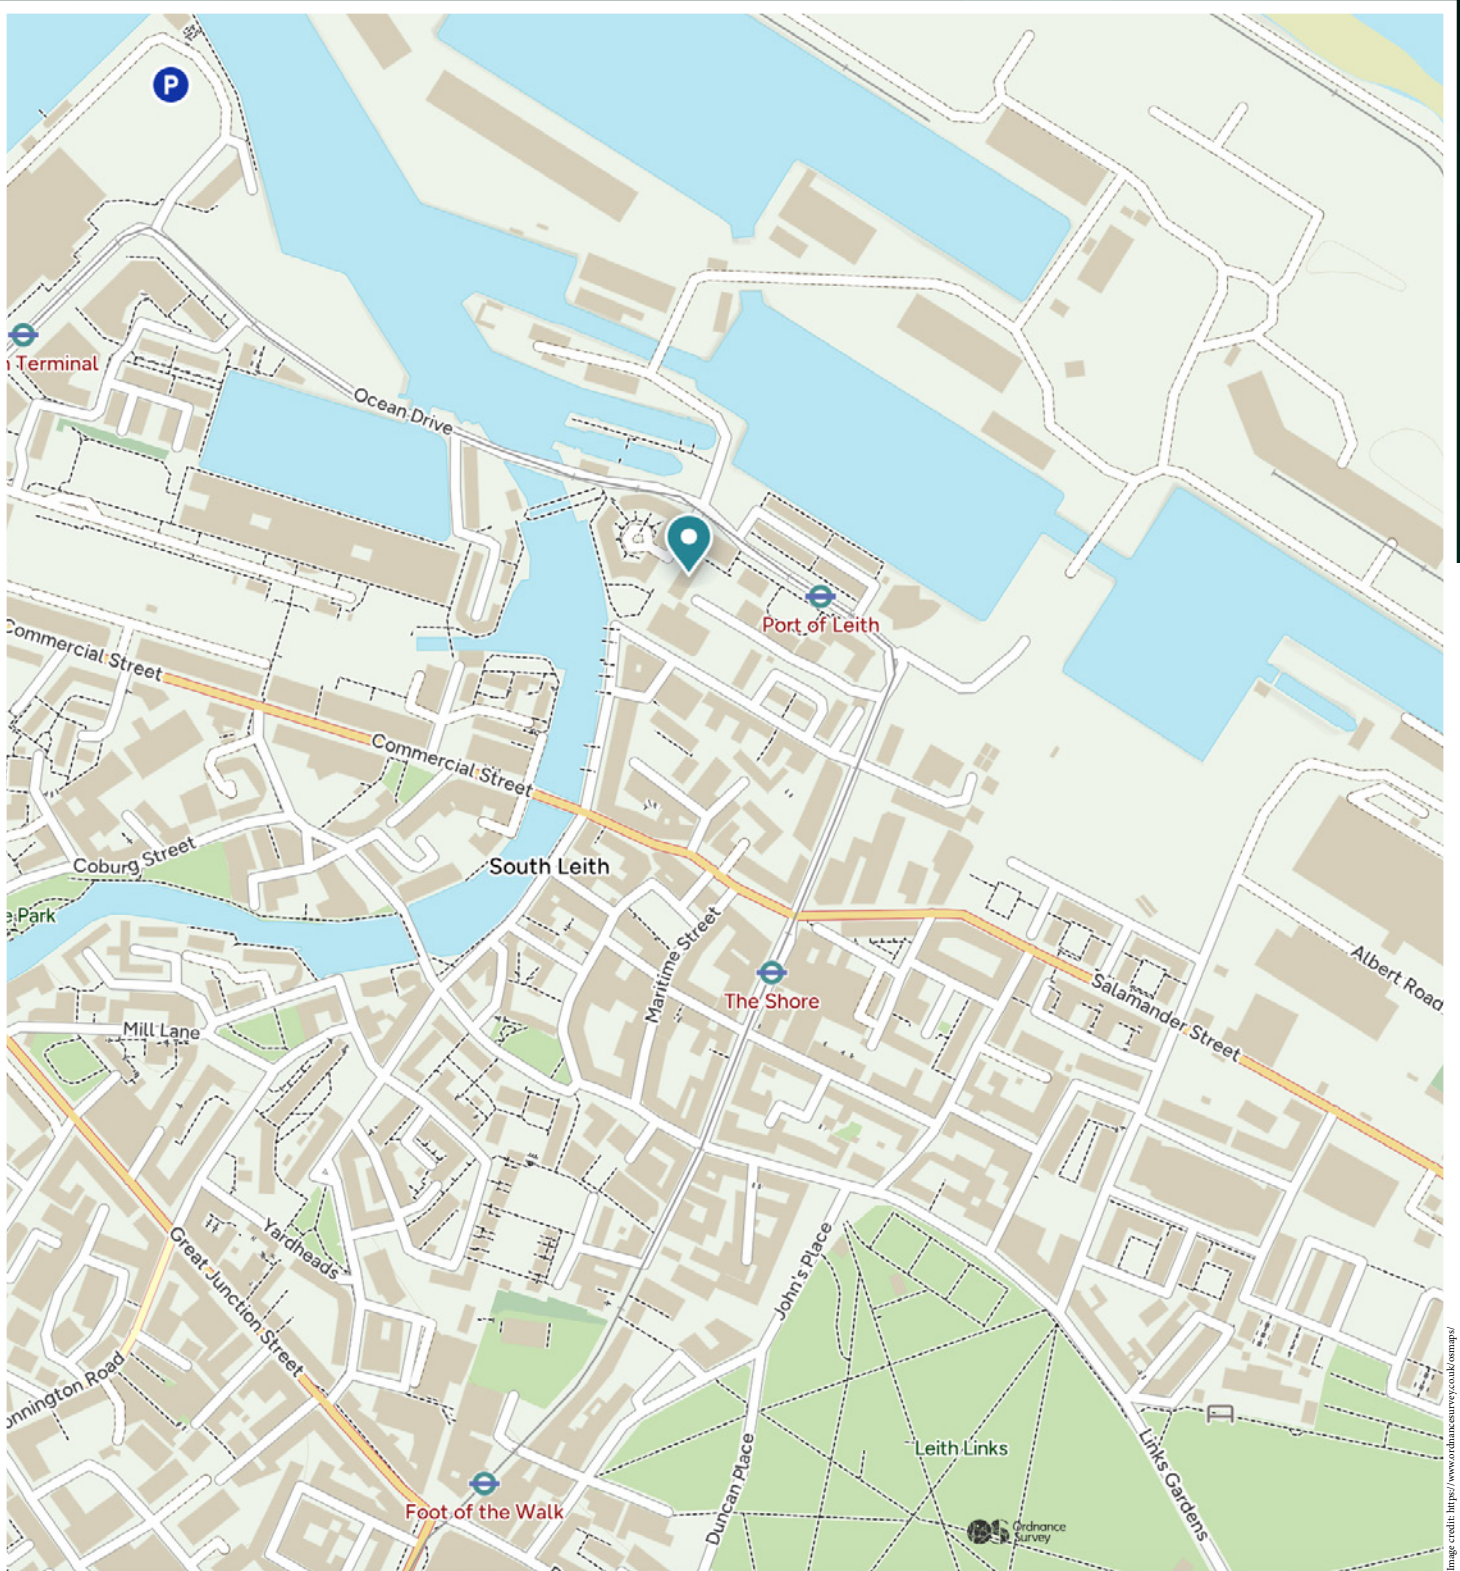 P
n Terminal
Ocean Drive
Port of Leith
Commercial Street
Commercial Street
Coburg Street
South Leith
e Park
Maritime Street
The Shore
Albert Road
Salamander Street
Mill Lane
Yardheads
Great Junction Street
John's Place
onnington Road
Leith Links
Links Gardens
Duncan Place
Foot of the Walk
OS Ordnance
Survey
Image credit: https://www.ordnancesurvey.co.uk/osmaps/